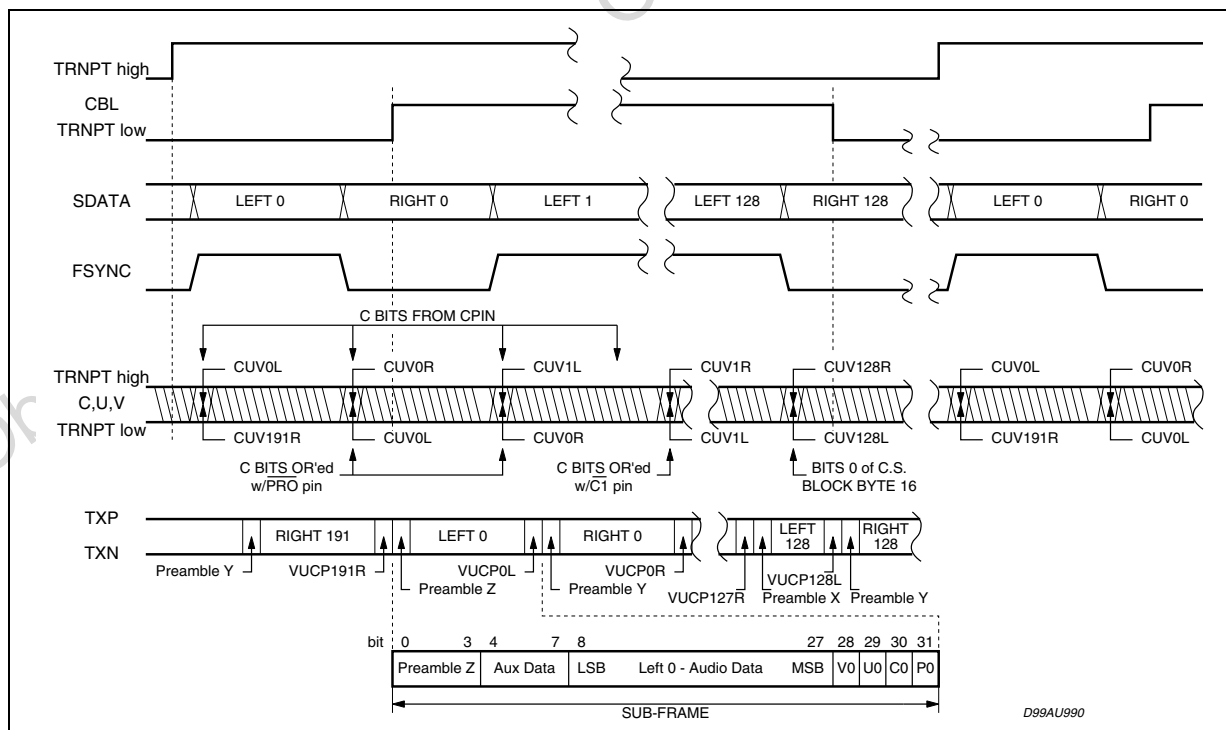 TRNPT high
CBL
TRNPT low
SDATA
LEFT 0
RIGHT 0
LEFT 1
LEFT 128
RIGHT 128
LEFT 0
RIGHT 0
FSYNC
C BITS FROM CPIN
CUV0L
CUV0R
CUV1L
CUV1R
CUV128R
CUV0L
CUV0R
TRNPT high
C,U,V
TRNPT low
CUV191R
CUV0L
CUV0R
CUV1L
CUV128L
CUV191R
CUV0L
C BITS OR'ed
w/PRO pin
C BITS OR'ed
w/C1 pin
BITS 0 of C.S.
BLOCK BYTE 16
TXP
TXN
RIGHT 191
LEFT 0
RIGHT 0
LEFT
128
RIGHT
128
Preamble Y
VUCP191R
Preamble Z
VUCP0L
Preamble Y
VUCP0R
VUCP127R
VUCP128L
Preamble X
Preamble Y
bit 0 3 4 7 8 27 28 29 30 31
Preamble Z Aux Data LSB Left 0 - Audio Data MSB V0 U0 C0 P0
SUB-FRAME
D99AU990